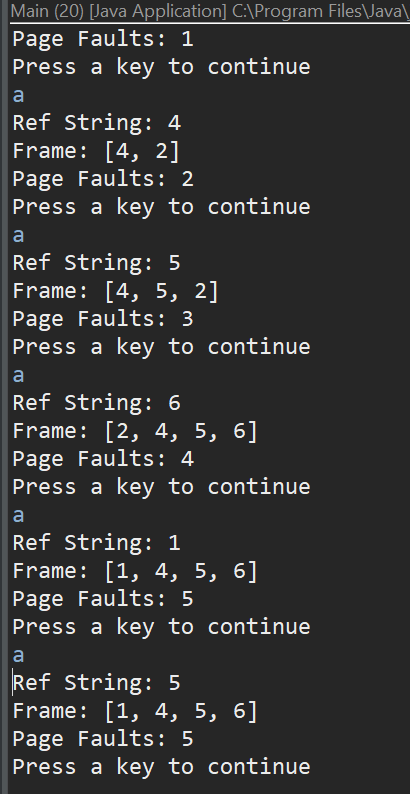 Main (20) [Java Application] C:\Program Files\Java\
Page Faults: 1
Press a key to continue
a
Ref String: 4
Frame: [4, 2]
Page Faults: 2
Press a key to continue
a
Ref String: 5
Frame: [4, 5, 2]
Page Faults: 3
Press a key to continue
a
Ref String: 6
Frame: [2, 4, 5, 6]
Page Faults: 4
Press a key to continue
a
Ref String: 1
Frame: [1, 4, 5, 6]
Page Faults: 5
Press a key to continue
a
Ref String: 5
Frame: [1, 4, 5, 6]
Page Faults: 5
Press a key to continue